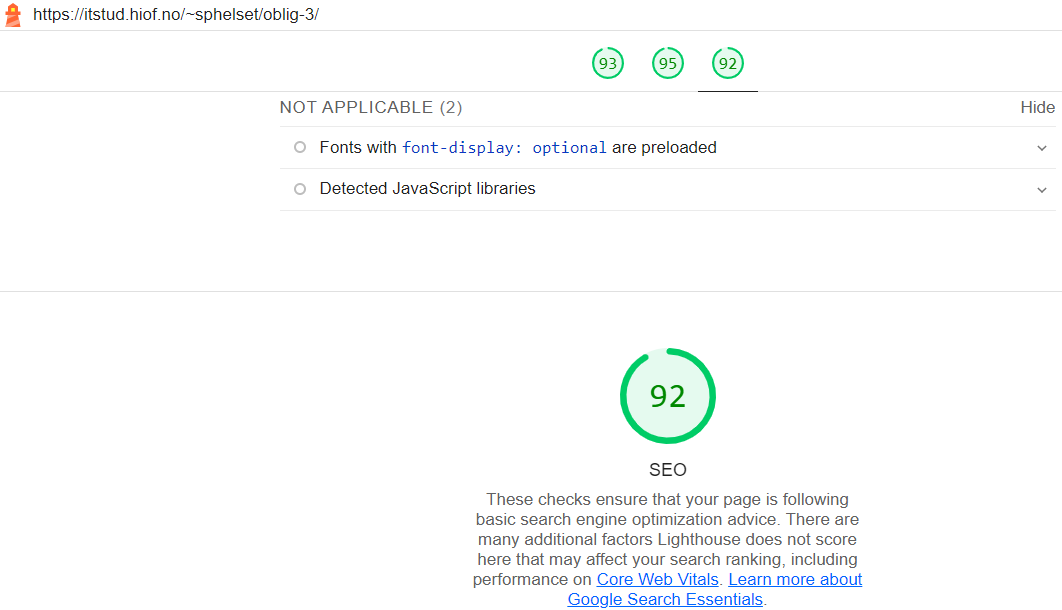 https://itstud.hiof.no/~sphelset/oblig-3/
93 95 92
NOT APPLICABLE (2) Hide
Fonts with font-display: optional are preloaded
Detected JavaScript libraries
92
SEO
These checks ensure that your page is following
basic search engine optimization advice. There are
many additional factors Lighthouse does not score
here that may affect your search ranking, including
performance on Core Web Vitals. Learn more about
Google Search Essentials.